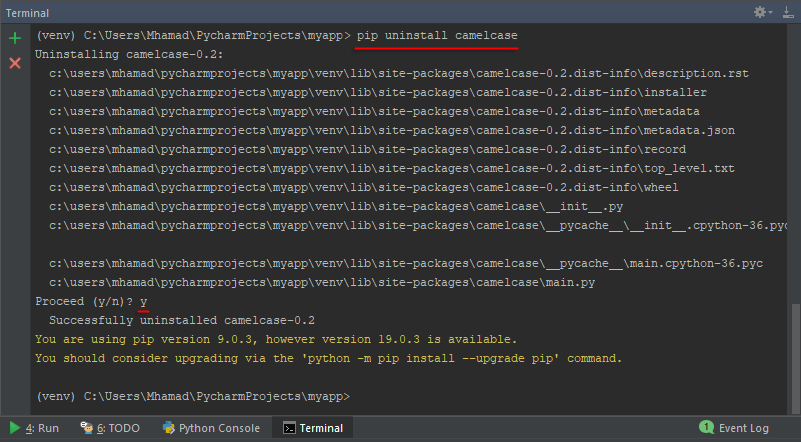 Terminal
(venv) C:\Users\Mhamad\PycharmProjects\myapp> pip uninstall camelcase
Uninstalling camelcase-0.2:
  c:\users\mhamad\pycharmprojects\myapp\venv\lib\site-packages\camelcase-0.2.dist-info\description.rst
  c:\users\mhamad\pycharmprojects\myapp\venv\lib\site-packages\camelcase-0.2.dist-info\installer
  c:\users\mhamad\pycharmprojects\myapp\venv\lib\site-packages\camelcase-0.2.dist-info\metadata
  c:\users\mhamad\pycharmprojects\myapp\venv\lib\site-packages\camelcase-0.2.dist-info\metadata.json
  c:\users\mhamad\pycharmprojects\myapp\venv\lib\site-packages\camelcase-0.2.dist-info\record
  c:\users\mhamad\pycharmprojects\myapp\venv\lib\site-packages\camelcase-0.2.dist-info\top_level.txt
  c:\users\mhamad\pycharmprojects\myapp\venv\lib\site-packages\camelcase-0.2.dist-info\wheel
  c:\users\mhamad\pycharmprojects\myapp\venv\lib\site-packages\camelcase\__init__.py
  c:\users\mhamad\pycharmprojects\myapp\venv\lib\site-packages\camelcase\__pycache__\__init__.cpython-36.pyc
  c:\users\mhamad\pycharmprojects\myapp\venv\lib\site-packages\camelcase\__pycache__\main.cpython-36.pyc
  c:\users\mhamad\pycharmprojects\myapp\venv\lib\site-packages\camelcase\main.py
Proceed (y/n)? y
  Successfully uninstalled camelcase-0.2
You are using pip version 9.0.3, however version 19.0.3 is available.
You should consider upgrading via the 'python -m pip install --upgrade pip' command.
(venv) C:\Users\Mhamad\PycharmProjects\myapp>
4: Run 6: TODO Python Console Terminal 1 Event Log